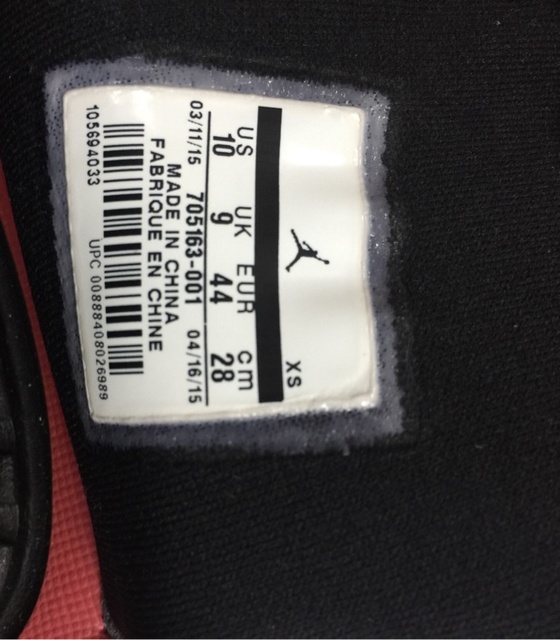 XS
US UK EUR cm
10 9 44 28
03/11/15 705163-001 04/16/15
MADE IN CHINA
FABRIQUE EN CHINE
105694033 UPC 00888408026989